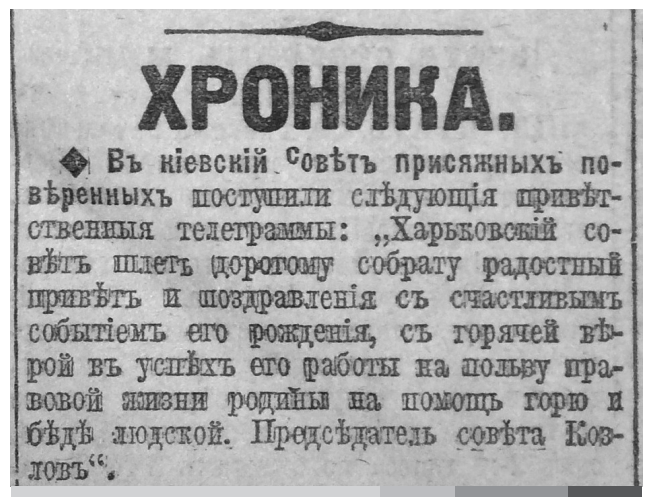 ХРОНИКА.
◆ Въ кіевскій Совѣтъ присяжныхъ по-
вѣренныхъ поступили слѣдующія привѣт-
ственныя телеграммы: „Харьковскій со-
вѣтъ шлетъ дорогому собрату радостный
привѣтъ и поздравленія съ счастливымъ
событіемъ его рожденія, съ горячей вѣ-
рой въ успѣхъ его работы на пользу пра-
вовой жизни родины на помощь горю и
бѣдѣ людской. Предсѣдатель совѣта Коз-
ловъ“.